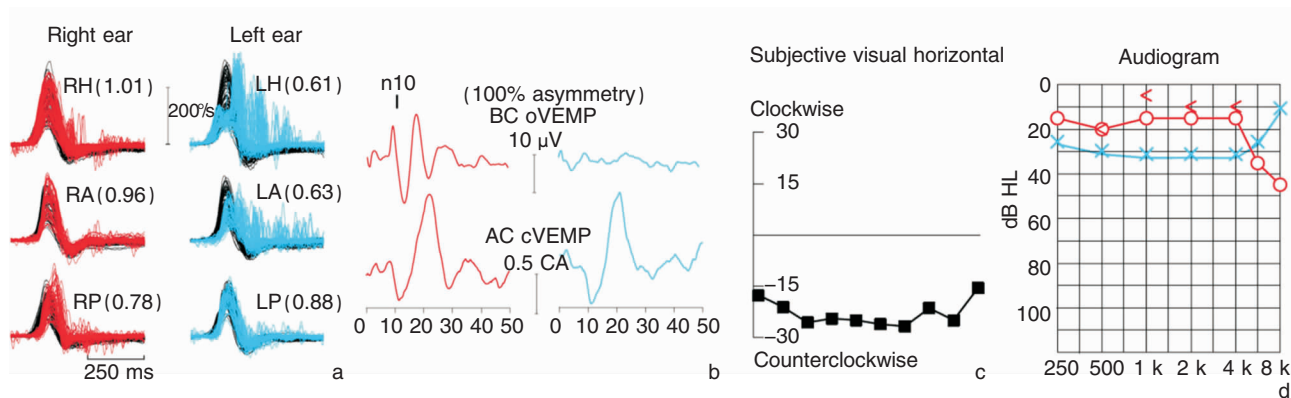 Right ear
Left ear
RH (1.01)
200°/s
LH (0.61)
RA (0.96)
LA (0.63)
RP (0.78)
LP (0.88)
250 ms
a
n10
(100% asymmetry)
BC oVEMP
10 µV
AC cVEMP
0.5 CA
0 10 20 30 40 50
0 10 20 30 40 50
b
Subjective visual horizontal
Clockwise
30
15
–15
–30
Counterclockwise
c
Audiogram
0
20
40
60
80
100
dB HL
250 500 1 k 2 k 4 k 8 k
d